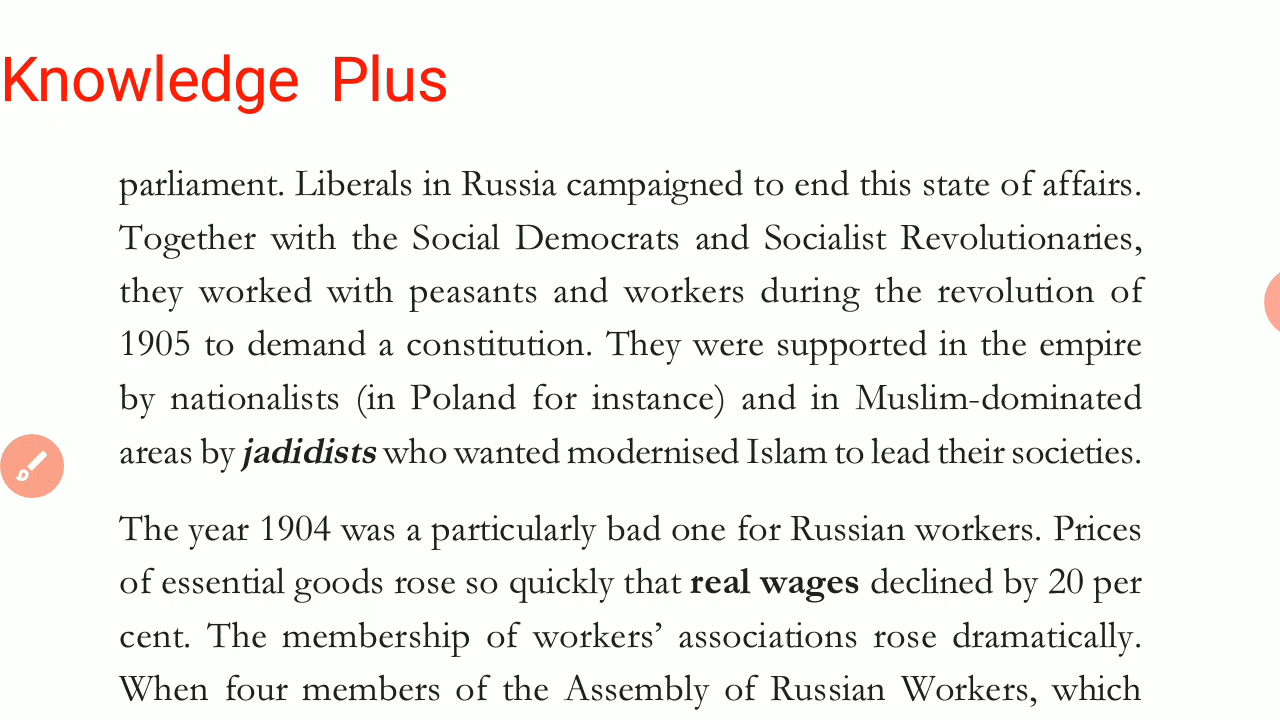 Knowledge Plus
parliament. Liberals in Russia campaigned to end this state of affairs.
Together with the Social Democrats and Socialist Revolutionaries,
they worked with peasants and workers during the revolution of
1905 to demand a constitution. They were supported in the empire
by nationalists (in Poland for instance) and in Muslim-dominated
areas by jadidists who wanted modernised Islam to lead their societies.
The year 1904 was a particularly bad one for Russian workers. Prices
of essential goods rose so quickly that real wages declined by 20 per
cent. The membership of workers’ associations rose dramatically.
When four members of the Assembly of Russian Workers, which